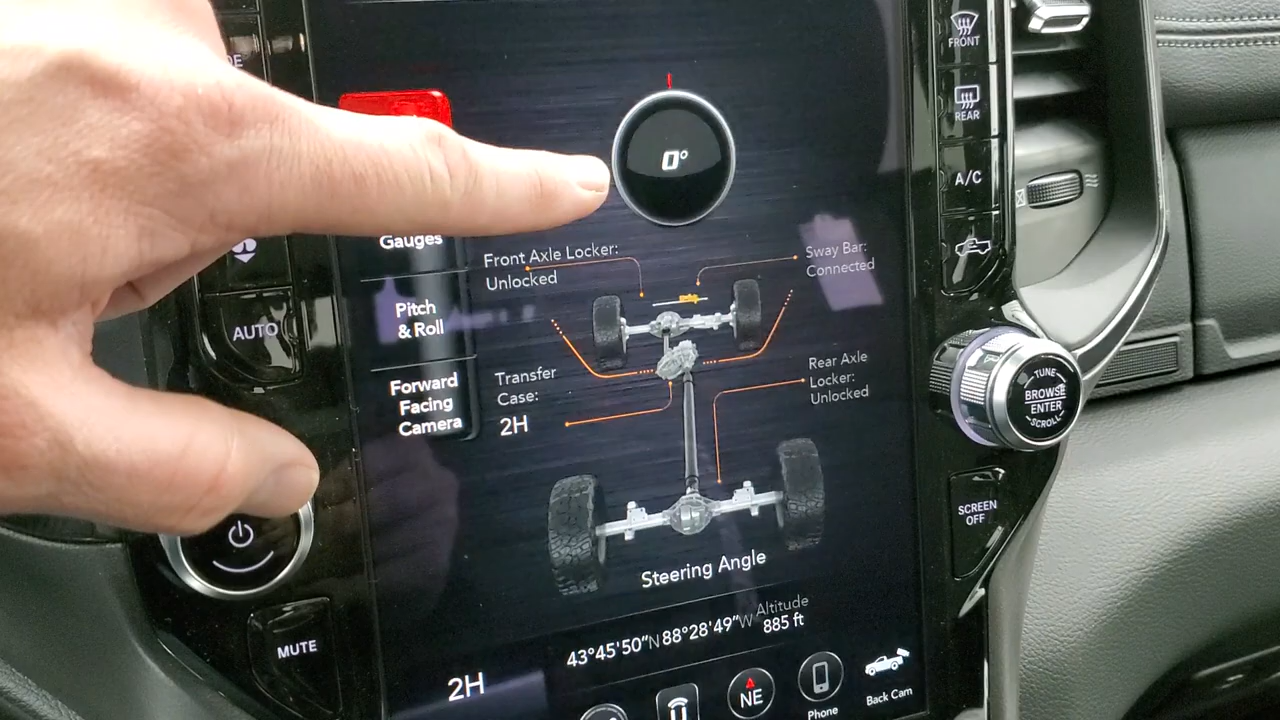 FRONT
REAR
A/C
0°
Gauges
Front Axle Locker:
Unlocked
Sway Bar:
Connected
Pitch
& Roll
AUTO
Forward
Facing
Camera
Transfer
Case:
2H
Rear Axle
Locker:
Unlocked
TUNE
BROWSE
ENTER
SCROLL
SCREEN
OFF
Steering Angle
43°45'50"N 88°28'49"W
Altitude
885 ft
MUTE
2H
NE
Phone
Back Cam